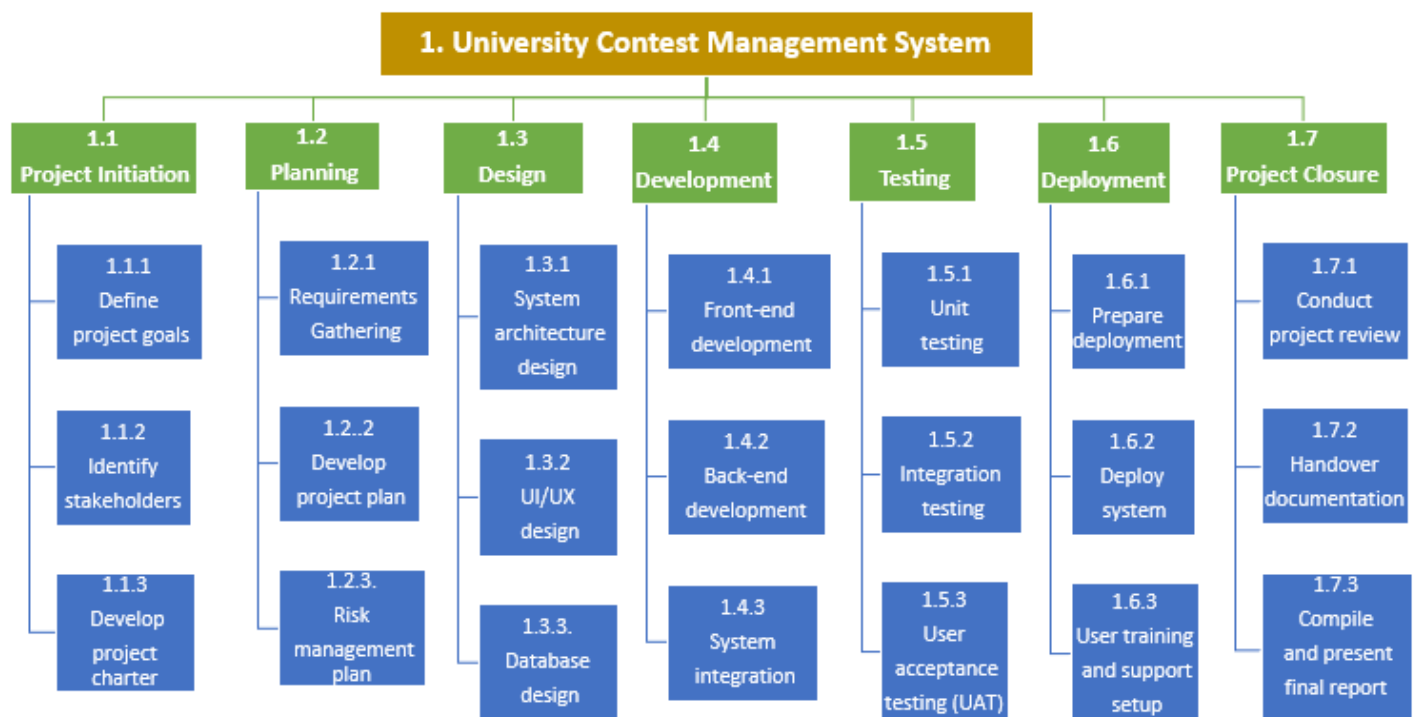 1. University Contest Management System
1.1
Project Initiation
1.2
Planning
1.3
Design
1.4
Development
1.5
Testing
1.6
Deployment
1.7
Project Closure
1.1.1
Define
project goals
1.1.2
Identify
stakeholders
1.1.3
Develop
project
charter
1.2.1
Requirements
Gathering
1.2..2
Develop
project plan
1.2.3.
Risk
management
plan
1.3.1
System
architecture
design
1.3.2
UI/UX
design
1.3.3.
Database
design
1.4.1
Front-end
development
1.4.2
Back-end
development
1.4.3
System
integration
1.5.1
Unit
testing
1.5.2
Integration
testing
1.5.3
User
acceptance
testing (UAT)
1.6.1
Prepare
deployment
1.6.2
Deploy
system
1.6.3
User training
and support
setup
1.7.1
Conduct
project review
1.7.2
Handover
documentation
1.7.3
Compile
and present
final report